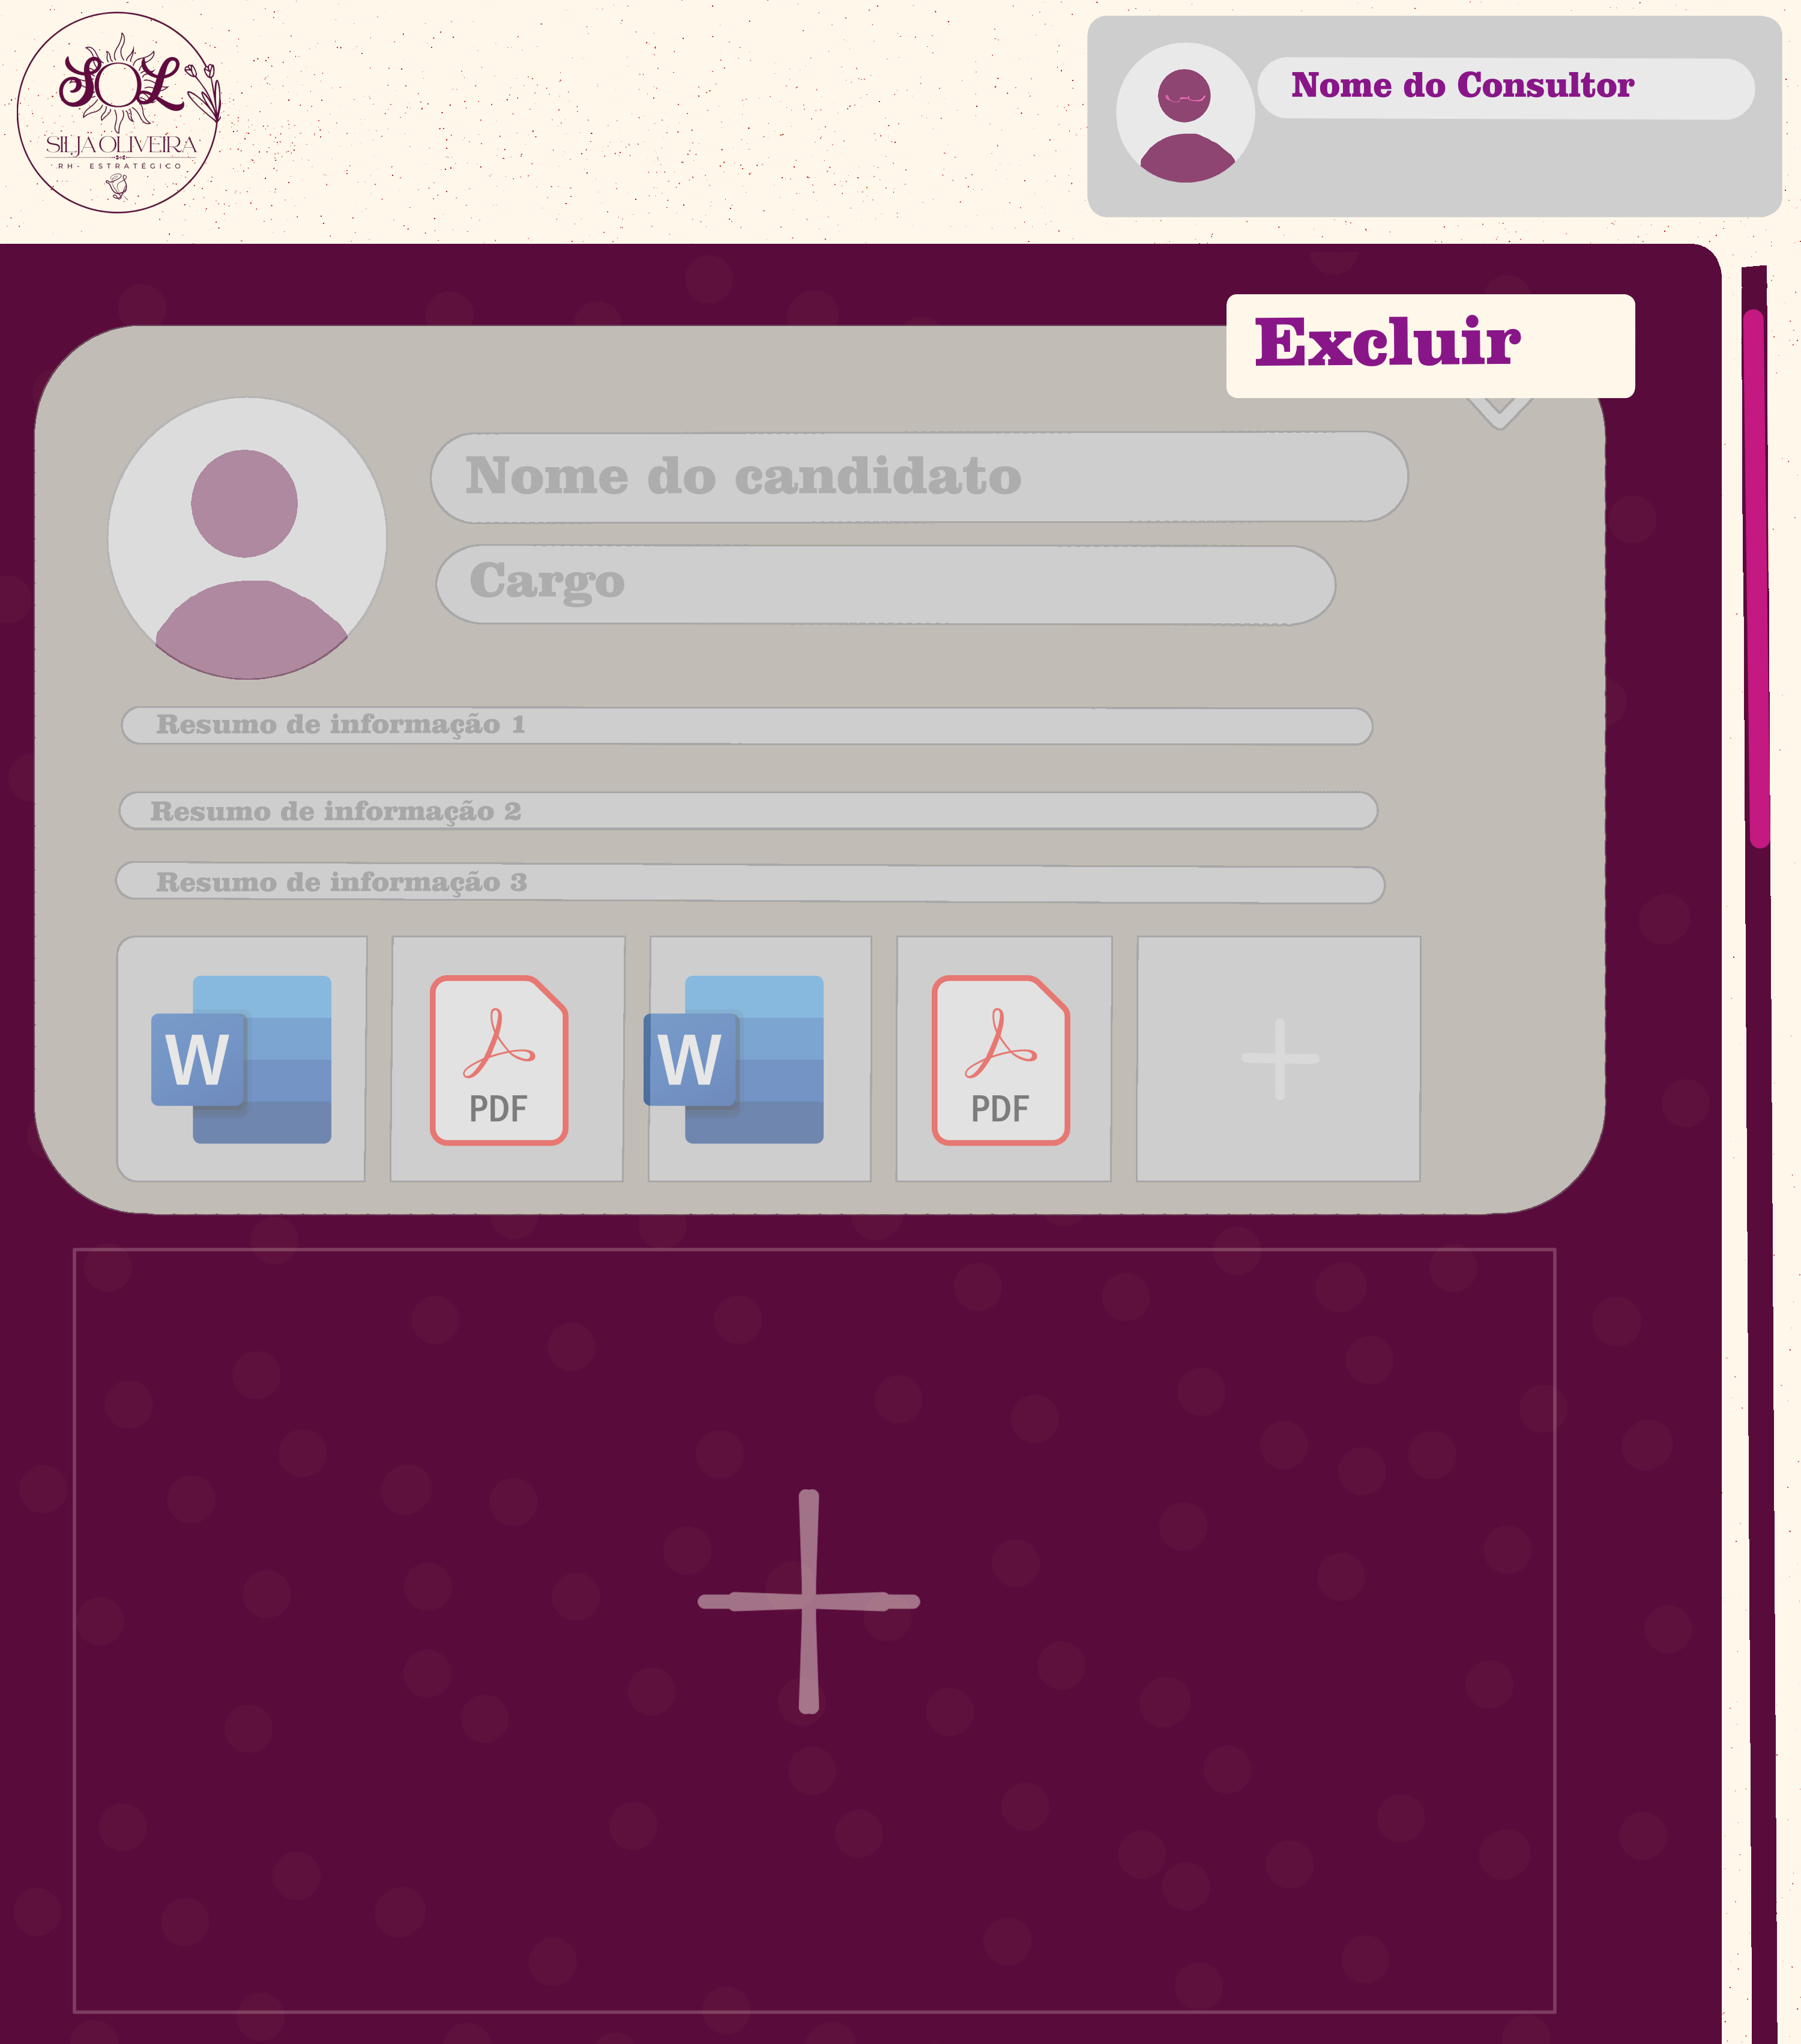 SOL
SILJA OLIVEIRA
RH- ESTRATÉGICO
Nome do Consultor
Excluir
Nome do candidato
Cargo
Resumo de informação 1
Resumo de informação 2
Resumo de informação 3
W PDF W PDF